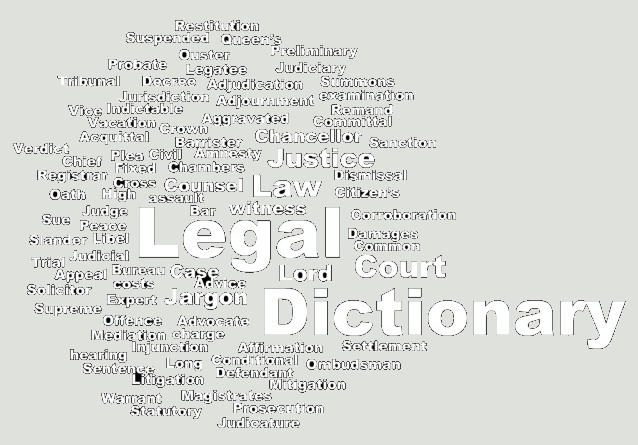 Restitution
Suspended Queen's
Ouster Preliminary
Probate Legatee Judiciary
Tribunal Decree Adjudication Summons
Jurisdiction examination
Vice Indictable Adjournment Remand
Vacation Aggravated Committal
Acquittal Crown Chancellor
Verdict Barrister Sanction
Chief Plea Civil Amnesty Justice
Registrar Fixed Chambers Dismissal
Oath High Cross Counsel Law Citizen's
assault
Sue Judge Bar witness Corroboration
Peace Legal
Slander Libel Damages
Trial Judicial Common
Appeal Bureau Case Lord Court
Solicitor costs Advice
Supreme Expert Jargon Dictionary
Offence Advocate
Mediation charge
hearing Injunction Affirmation Settlement
Sentence Long Conditional Ombudsman
Litigation Defendant Mitigation
Warrant Magistrates
Statutory Prosecution
Judicature